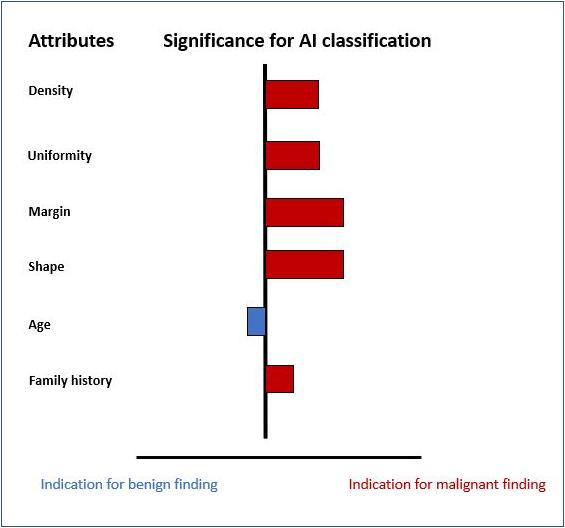 Attributes
Significance for AI classification
Density
Uniformity
Margin
Shape
Age
Family history
Indication for benign finding
Indication for malignant finding